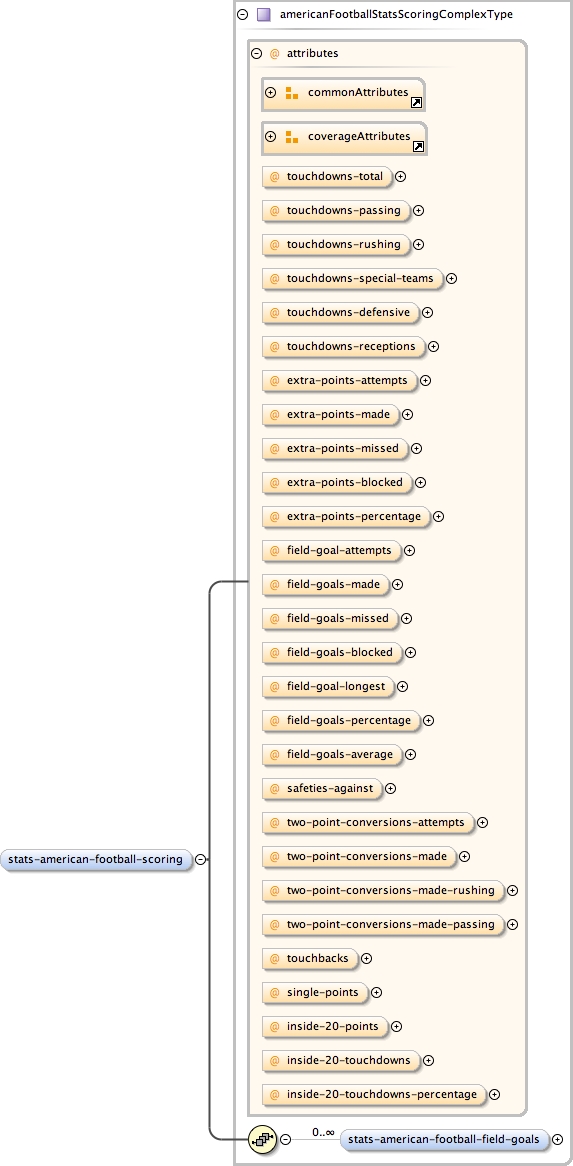 americanFootballStatsScoringComplexType
@ attributes
commonAttributes
coverageAttributes
@ touchdowns-total
@ touchdowns-passing
@ touchdowns-rushing
@ touchdowns-special-teams
@ touchdowns-defensive
@ touchdowns-receptions
@ extra-points-attempts
@ extra-points-made
@ extra-points-missed
@ extra-points-blocked
@ extra-points-percentage
@ field-goal-attempts
@ field-goals-made
@ field-goals-missed
@ field-goals-blocked
@ field-goal-longest
@ field-goals-percentage
@ field-goals-average
@ safeties-against
@ two-point-conversions-attempts
@ two-point-conversions-made
stats-american-football-scoring
@ two-point-conversions-made-rushing
@ two-point-conversions-made-passing
@ touchbacks
@ single-points
@ inside-20-points
@ inside-20-touchdowns
@ inside-20-touchdowns-percentage
0..∞
stats-american-football-field-goals